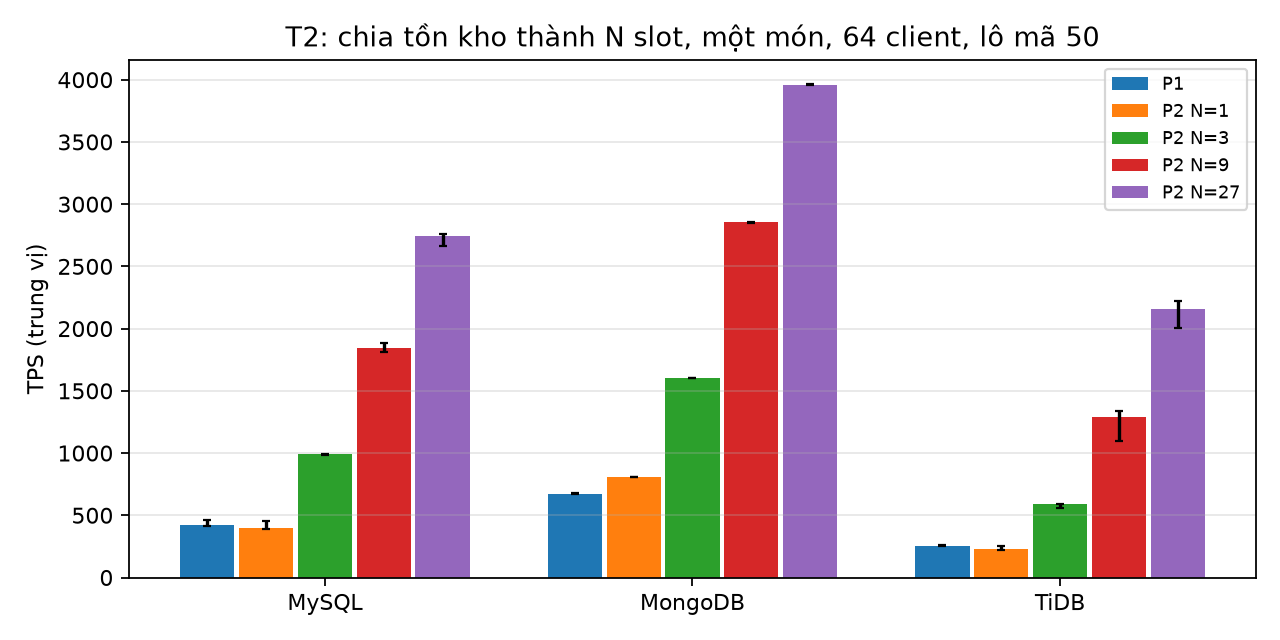 T2: chia tồn kho thành N slot, một món, 64 client, lô mã 50
TPS (trung vị)
4000
3500
3000
2500
2000
1500
1000
500
0
P1
P2 N=1
P2 N=3
P2 N=9
P2 N=27
MySQL
MongoDB
TiDB